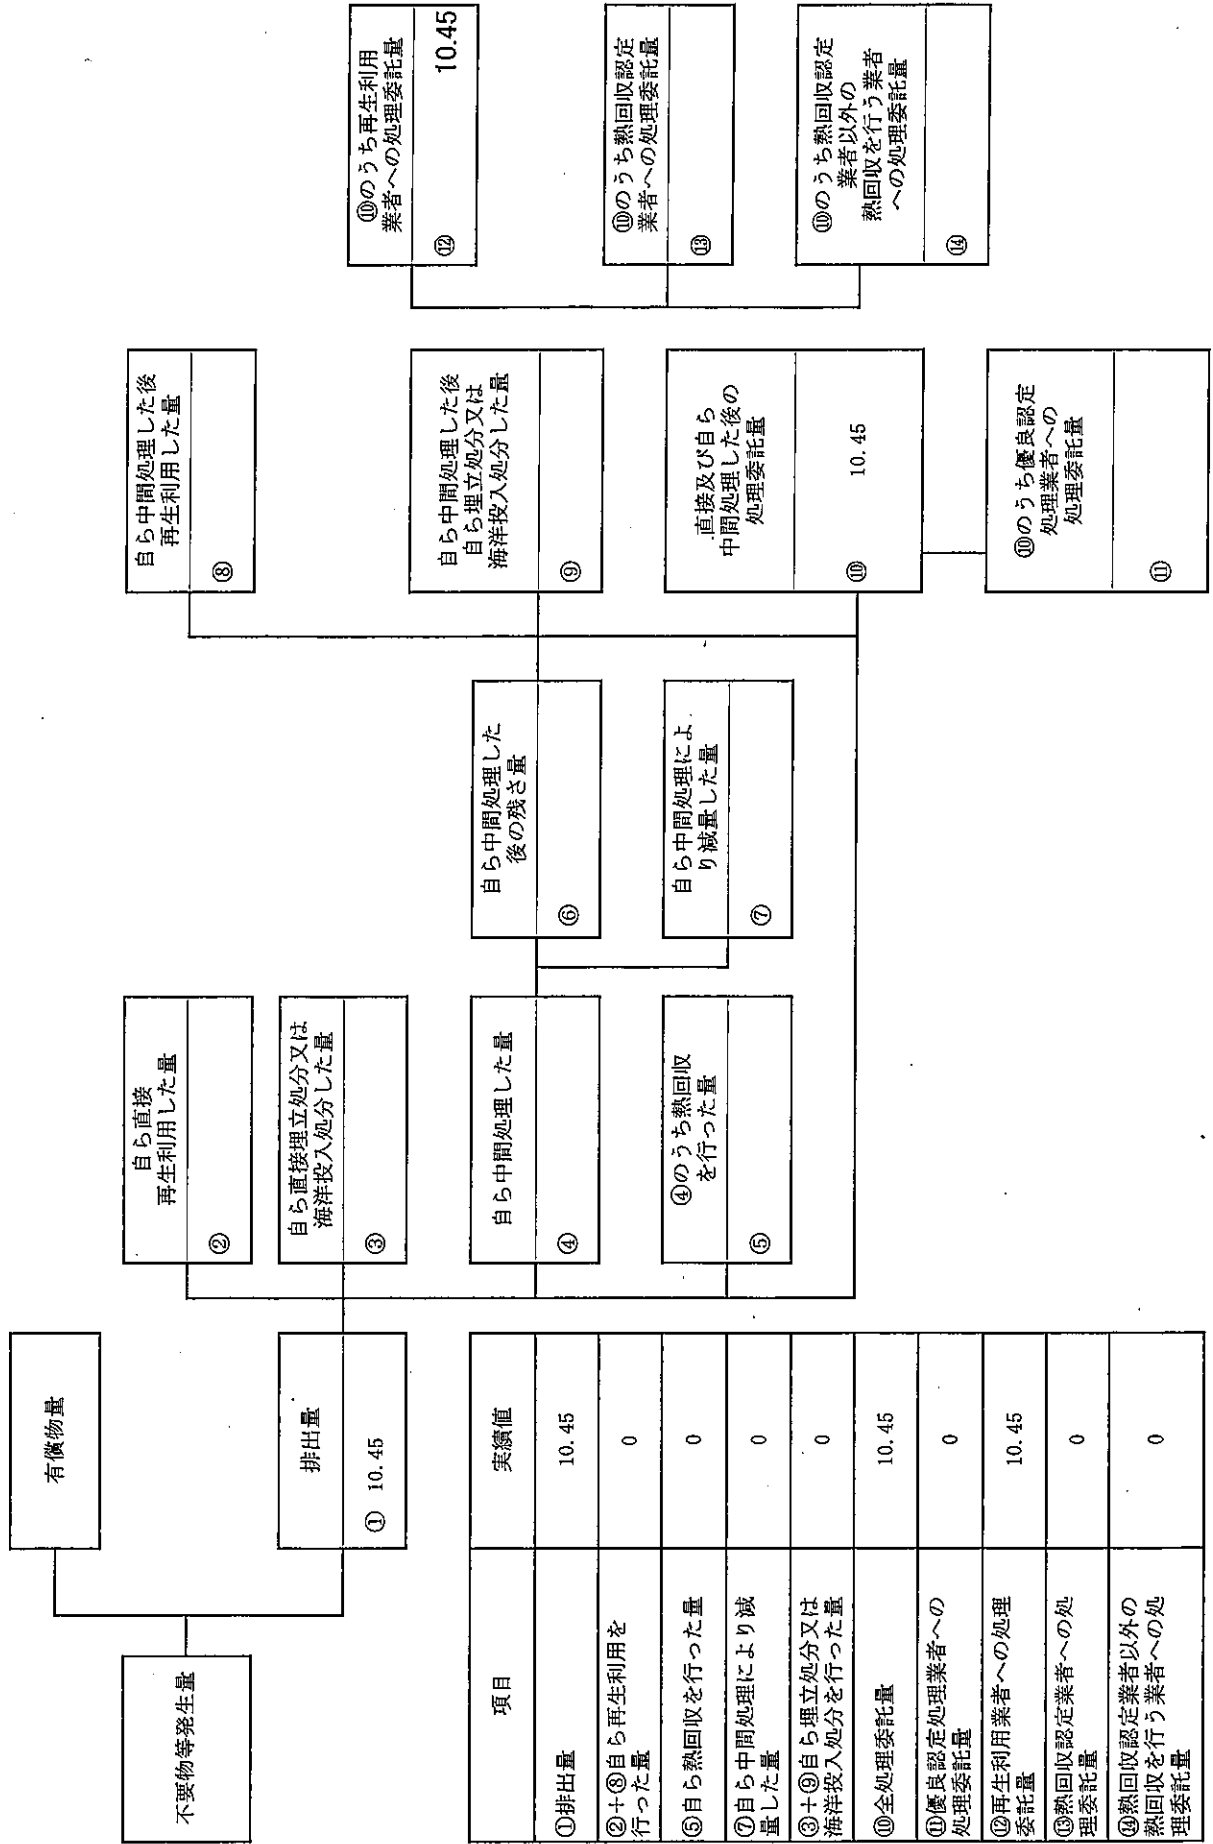 不要物等発生量
有償物量
排出量
① 10.45
自ら直接
再生利用した量
②
自ら直接埋立処分又は
海洋投入処分した量
③
自ら中間処理した量
④
④のうち熱回収
を行った量
⑤
自ら中間処理した
後の残さ量
⑥
自ら中間処理によ
り減量した量
⑦
自ら中間処理した後
再生利用した量
⑧
自ら中間処理した後
自ら埋立処分又は
海洋投入処分した量
⑨
直接及び自ら
中間処理した後の
処理委託量
⑩ 10.45
⑩のうち優良認定
処理業者への
処理委託量
⑪
⑩のうち再生利用
業者への処理委託量
⑫ 10.45
⑩のうち熱回収認定
業者への処理委託量
⑬
⑩のうち熱回収認定
業者以外の
熱回収を行う業者
への処理委託量
⑭
項目 実績値
①排出量 10.45
②+⑧自ら再生利用を
行った量 0
⑤自ら熱回収を行った量 0
⑦自ら中間処理により減
量した量 0
③+⑨自ら埋立処分又は
海洋投入処分を行った量 0
⑩全処理委託量 10.45
⑪優良認定処理業者への
処理委託量 0
⑫再生利用業者への処理
委託量 10.45
⑬熱回収認定業者への処
理委託量 0
⑭熱回収認定業者以外の
熱回収を行う業者への処
理委託量 0